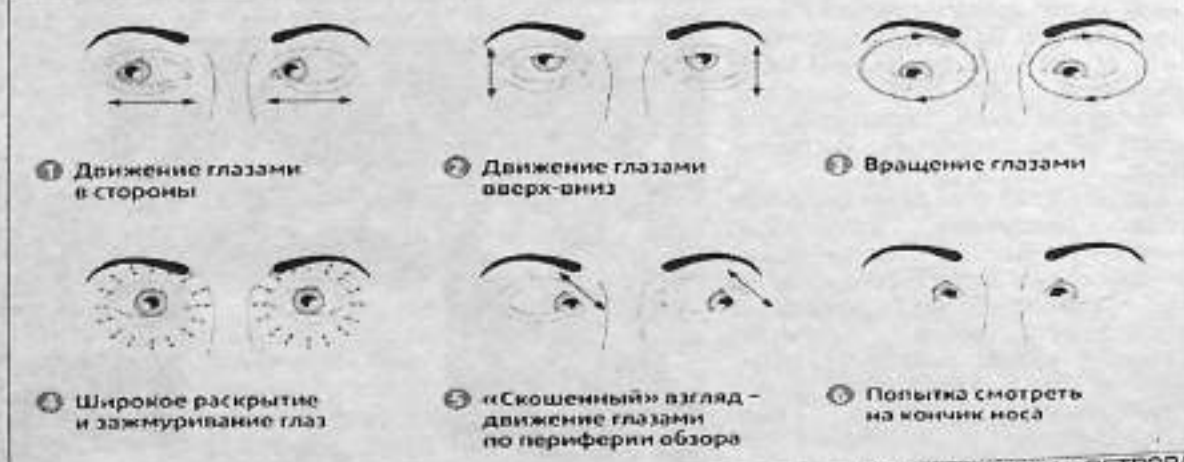 1 Движение глазами
в стороны
2 Движение глазами
вверх-вниз
3 Вращение глазами
4 Широкое раскрытие
и зажмуривание глаз
5 «Скошенный» взгляд –
движение глазами
по периферии обзора
6 Попытка смотреть
на кончик носа